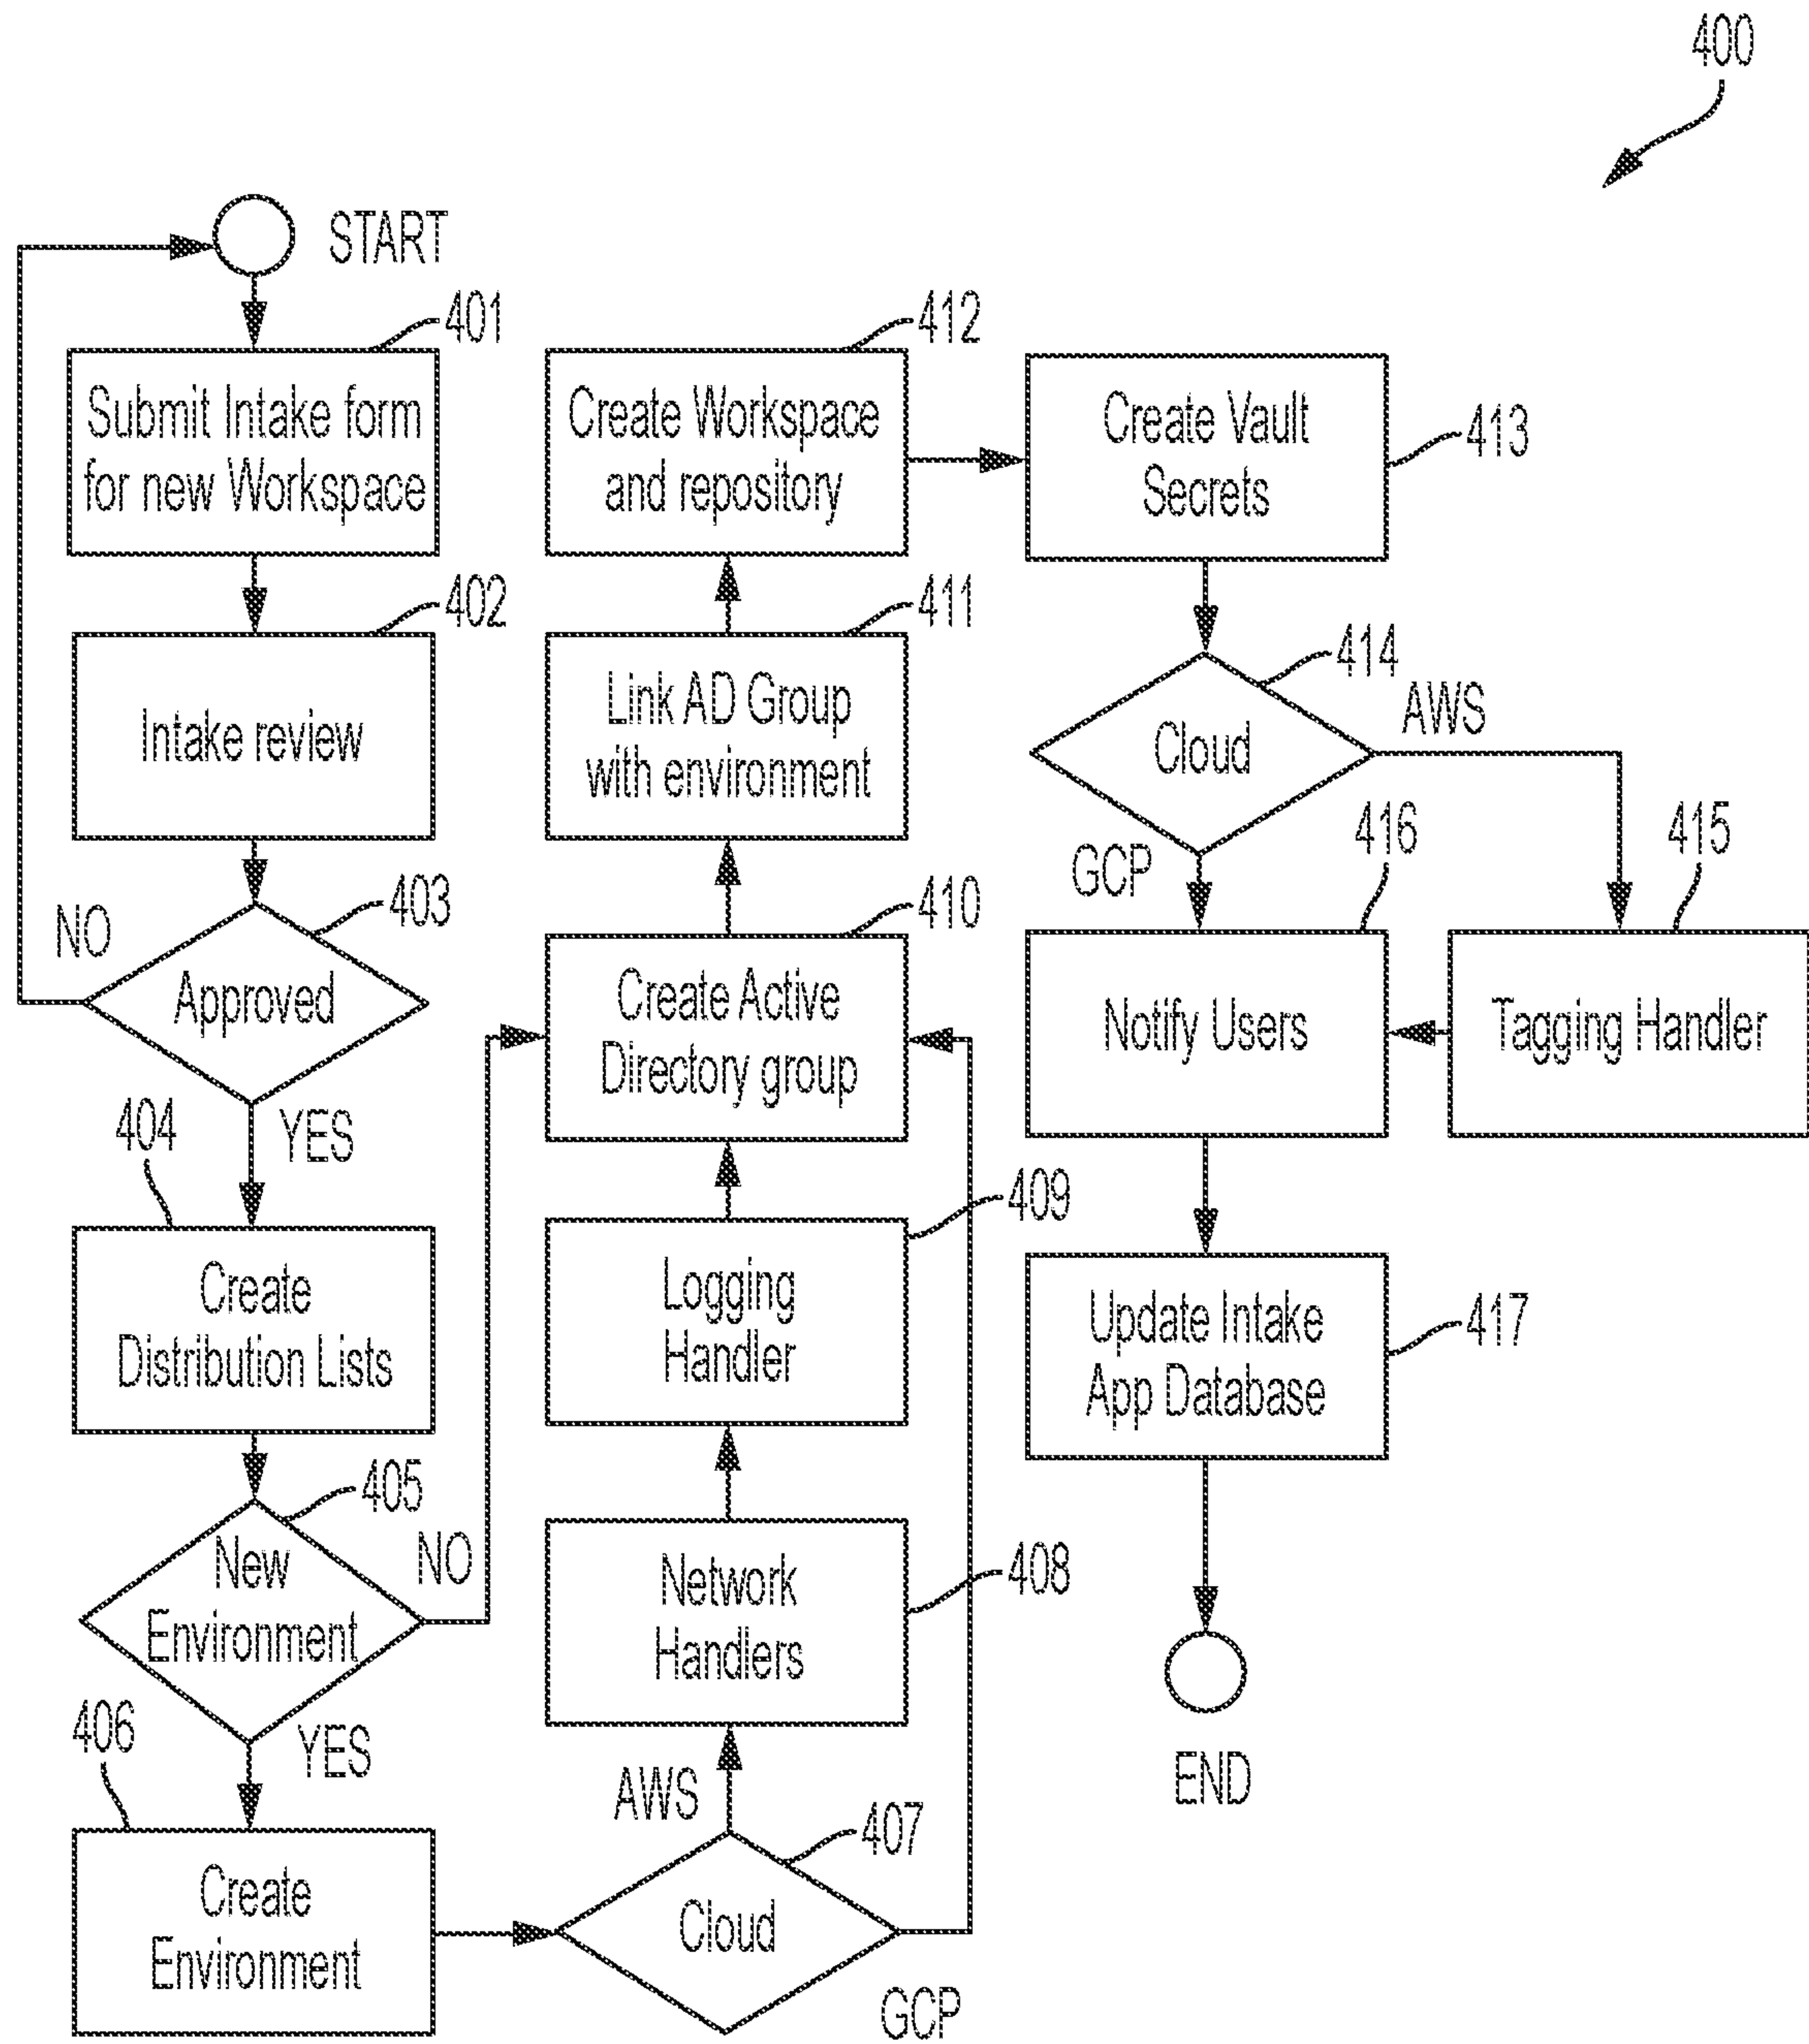 400
START
401
Submit Intake form
for new Workspace
402
Intake review
403
NO
Approved
YES
404
Create
Distribution Lists
405
New
Environment
NO
YES
406
Create
Environment
407
Cloud
AWS
GCP
408
Network
Handlers
409
Logging
Handler
410
Create Active
Directory group
411
Link AD Group
with environment
412
Create Workspace
and repository
413
Create Vault
Secrets
414
Cloud
AWS
GCP
415
Tagging Handler
416
Notify Users
417
Update Intake
App Database
END